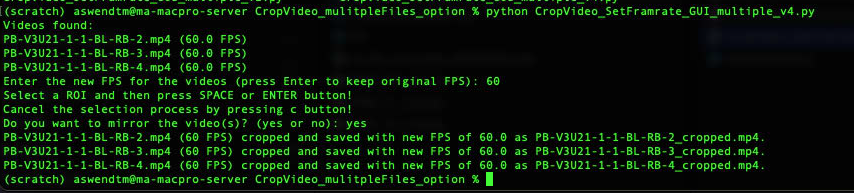 (scratch) aswendtm@ma-macpro-server CropVideo_mulitpleFiles_option % python CropVideo_SetFramrate_GUI_multiple_v4.py
Videos found:
PB-V3U21-1-1-BL-RB-2.mp4 (60.0 FPS)
PB-V3U21-1-1-BL-RB-3.mp4 (60.0 FPS)
PB-V3U21-1-1-BL-RB-4.mp4 (60.0 FPS)
Enter the new FPS for the videos (press Enter to keep original FPS): 60
Select a ROI and then press SPACE or ENTER button!
Cancel the selection process by pressing c button!
Do you want to mirror the video(s)? (yes or no): yes
PB-V3U21-1-1-BL-RB-2.mp4 (60 FPS) cropped and saved with new FPS of 60.0 as PB-V3U21-1-1-BL-RB-2_cropped.mp4.
PB-V3U21-1-1-BL-RB-3.mp4 (60 FPS) cropped and saved with new FPS of 60.0 as PB-V3U21-1-1-BL-RB-3_cropped.mp4.
PB-V3U21-1-1-BL-RB-4.mp4 (60 FPS) cropped and saved with new FPS of 60.0 as PB-V3U21-1-1-BL-RB-4_cropped.mp4.
(scratch) aswendtm@ma-macpro-server CropVideo_mulitpleFiles_option %